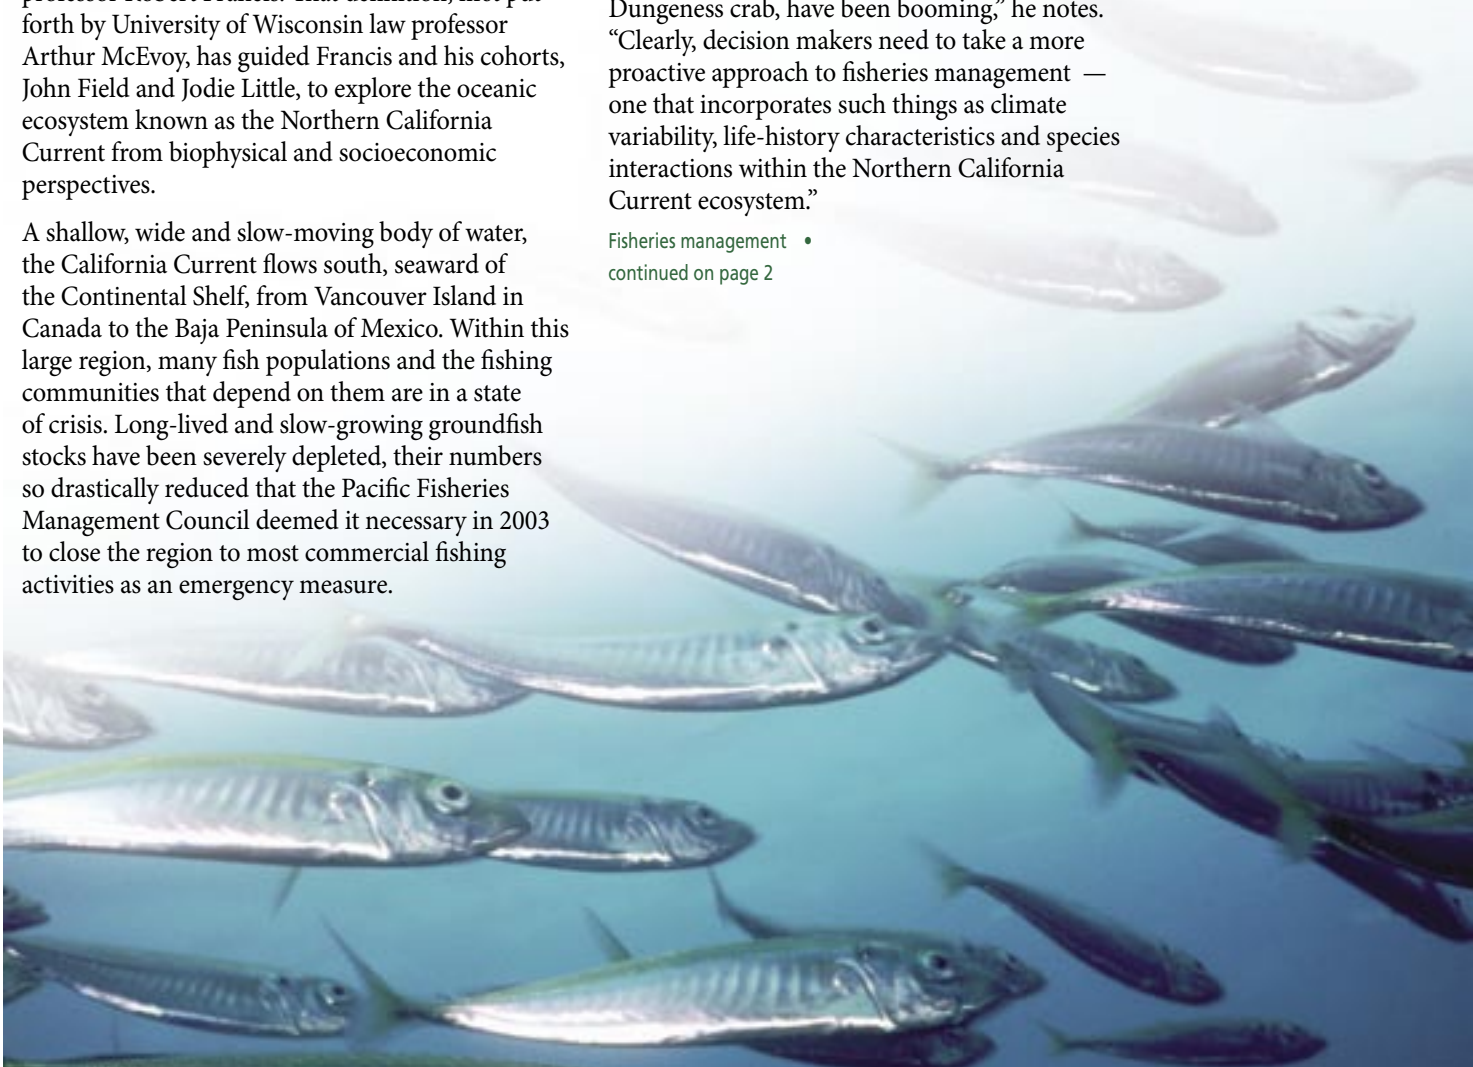 forth by University of Wisconsin law professor
Arthur McEvoy, has guided Francis and his cohorts,
John Field and Jodie Little, to explore the oceanic
ecosystem known as the Northern California
Current from biophysical and socioeconomic
perspectives.
A shallow, wide and slow-moving body of water,
the California Current flows south, seaward of
the Continental Shelf, from Vancouver Island in
Canada to the Baja Peninsula of Mexico. Within this
large region, many fish populations and the fishing
communities that depend on them are in a state
of crisis. Long-lived and slow-growing groundfish
stocks have been severely depleted, their numbers
so drastically reduced that the Pacific Fisheries
Management Council deemed it necessary in 2003
to close the region to most commercial fishing
activities as an emergency measure.
Dungeness crab, have been booming,” he notes.
“Clearly, decision makers need to take a more
proactive approach to fisheries management —
one that incorporates such things as climate
variability, life-history characteristics and species
interactions within the Northern California
Current ecosystem.”
Fisheries management •
continued on page 2